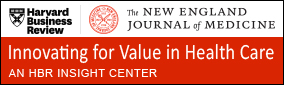 Harvard
Business
Review
The NEW ENGLAND
JOURNAL of MEDICINE
Innovating for Value in Health Care
AN HBR INSIGHT CENTER